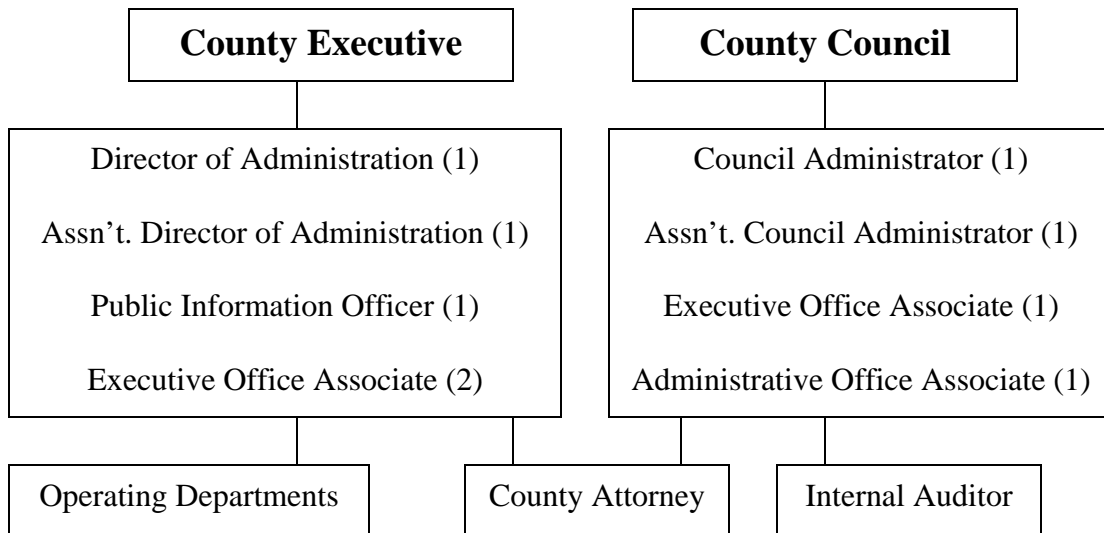 County Executive
County Council
Director of Administration (1)
Assn’t. Director of Administration (1)
Public Information Officer (1)
Executive Office Associate (2)
Council Administrator (1)
Assn’t. Council Administrator (1)
Executive Office Associate (1)
Administrative Office Associate (1)
Operating Departments
County Attorney
Internal Auditor